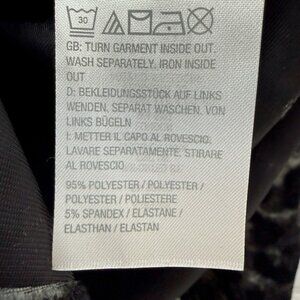 30
GB: TURN GARMENT INSIDE OUT.
WASH SEPARATELY. IRON INSIDE
OUT
D: BEKLEIDUNGSSTÜCK AUF LINKS
WENDEN. SEPARAT WASCHEN. VON
LINKS BÜGELN
I: METTER IL CAPO AL ROVESCIO.
LAVARE SEPARATAMENTE. STIRARE
AL ROVESCIO
95% POLYESTER / POLYESTER /
POLYESTER / POLIESTERE
5% SPANDEX / ELASTANE /
ELASTHAN / ELASTAN